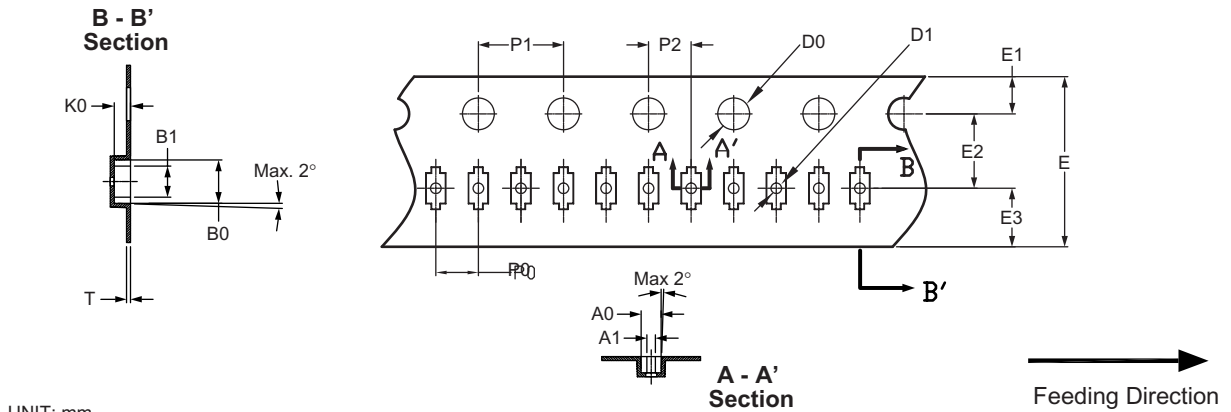 B - B'
Section
K0
B1
Max. 2°
B0
T
P1
P2
D0
D1
E1
E2
E
E3
A
A'
B
B'
P0
Max 2°
A0
A1
A - A'
Section
Feeding Direction
UNIT: mm